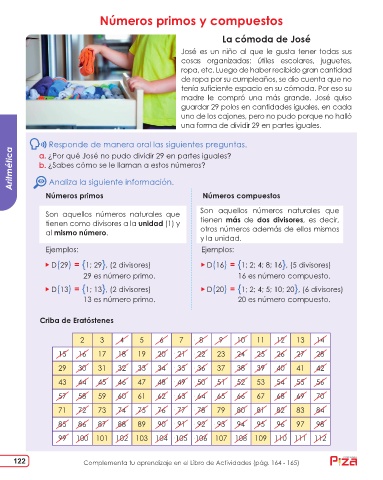 Números primos y compuestos
La cómoda de José
José es un niño al que le gusta tener todas sus
cosas organizadas: útiles escolares, juguetes,
ropa, etc. Luego de haber recibido gran cantidad
de ropa por su cumpleaños, se dio cuenta que no
tenía suficiente espacio en su cómoda. Por eso su
madre le compró una más grande. José quiso
guardar 29 polos en cantidades iguales, en cada
uno de los cajones, pero no pudo porque no halló
una forma de dividir 29 en partes iguales.
Aritmética
Responde de manera oral las siguientes preguntas.
a. ¿Por qué José no pudo dividir 29 en partes iguales?
b. ¿Sabes cómo se le llaman a estos números?
Analiza la siguiente información.
Números primos
Son aquellos números naturales que
tienen como divisores a la unidad (1) y
al mismo número.
Ejemplos:
D(29) = {1; 29}, (2 divisores)
29 es número primo.
D(13) = {1; 13}, (2 divisores)
13 es número primo.
Números compuestos
Son aquellos números naturales que
tienen más de dos divisores, es decir,
otros números además de ellos mismos
y la unidad.
Ejemplos:
D(16) = {1; 2; 4; 8; 16}, (5 divisores)
16 es número compuesto.
D(20) = {1; 2; 4; 5; 10; 20}, (6 divisores)
20 es número compuesto.
Criba de Eratóstenes
2 3 4 5 6 7 8 9 10 11 12 13 14
15 16 17 18 19 20 21 22 23 24 25 26 27 28
29 30 31 32 33 34 35 36 37 38 39 40 41 42
43 44 45 46 47 48 49 50 51 52 53 54 55 56
57 58 59 60 61 62 63 64 65 66 67 68 69 70
71 72 73 74 75 76 77 78 79 80 81 82 83 84
85 86 87 88 89 90 91 92 93 94 95 96 97 98
99 100 101 102 103 104 105 106 107 108 109 110 111 112
122
Complementa tu aprendizaje en el Libro de Actividades (pág. 164 - 165)
Pizza